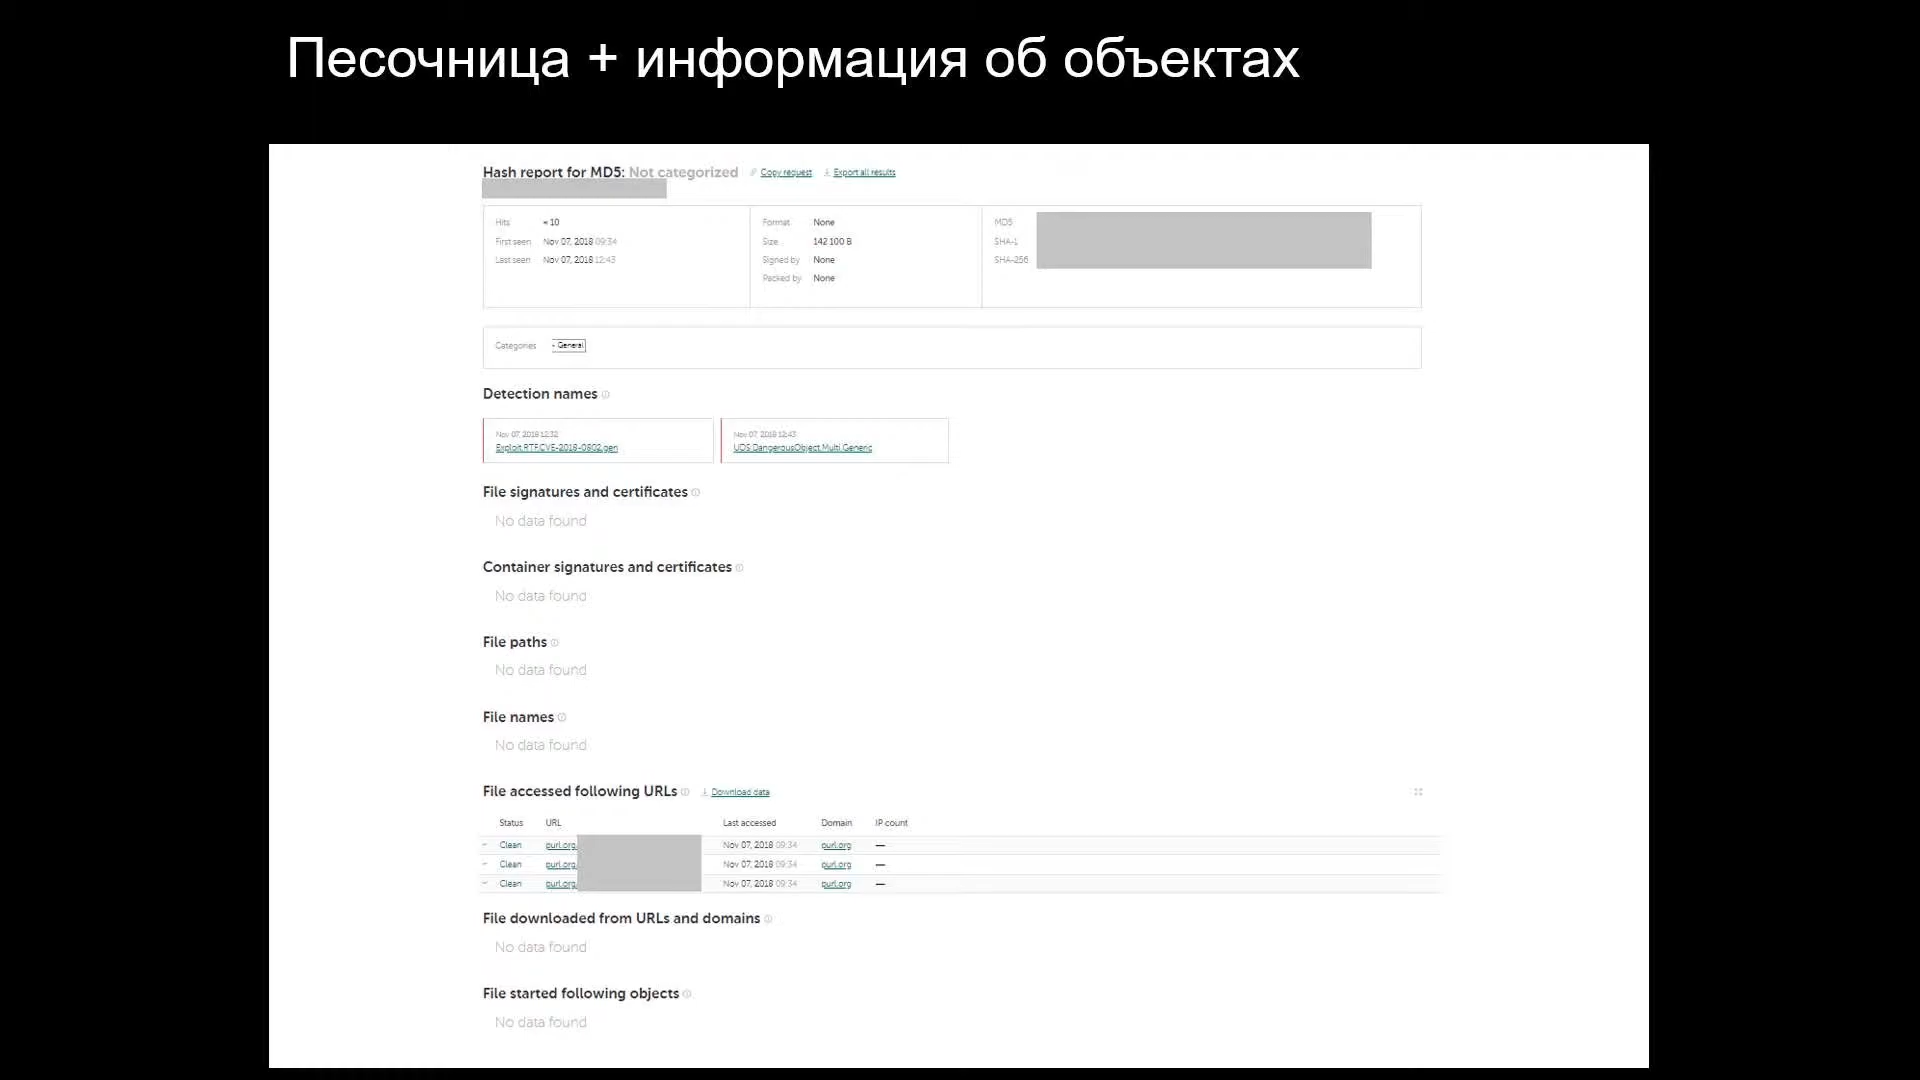 Песочница + информация об объектах
Hash report for MD5: Not categorized Copy request Export all results
Hits < 10
First seen Nov 07, 2018 09:34
Last seen Nov 07, 2018 12:43
Format None
Size 142 100 B
Signed by None
Packed by None
MD5
SHA-1
SHA-256
Categories General
Detection names
Nov 07, 2018 12:32
Exploit.RTF.CVE-2018-0802.gen
Nov 07, 2018 12:43
UDS:DangerousObject.Multi.Generic
File signatures and certificates
No data found
Container signatures and certificates
No data found
File paths
No data found
File names
No data found
File accessed following URLs Download data
Status URL Last accessed Domain IP count
Clean purl.org Nov 07, 2018 09:34 purl.org —
Clean purl.org Nov 07, 2018 09:34 purl.org —
Clean purl.org Nov 07, 2018 09:34 purl.org —
File downloaded from URLs and domains
No data found
File started following objects
No data found